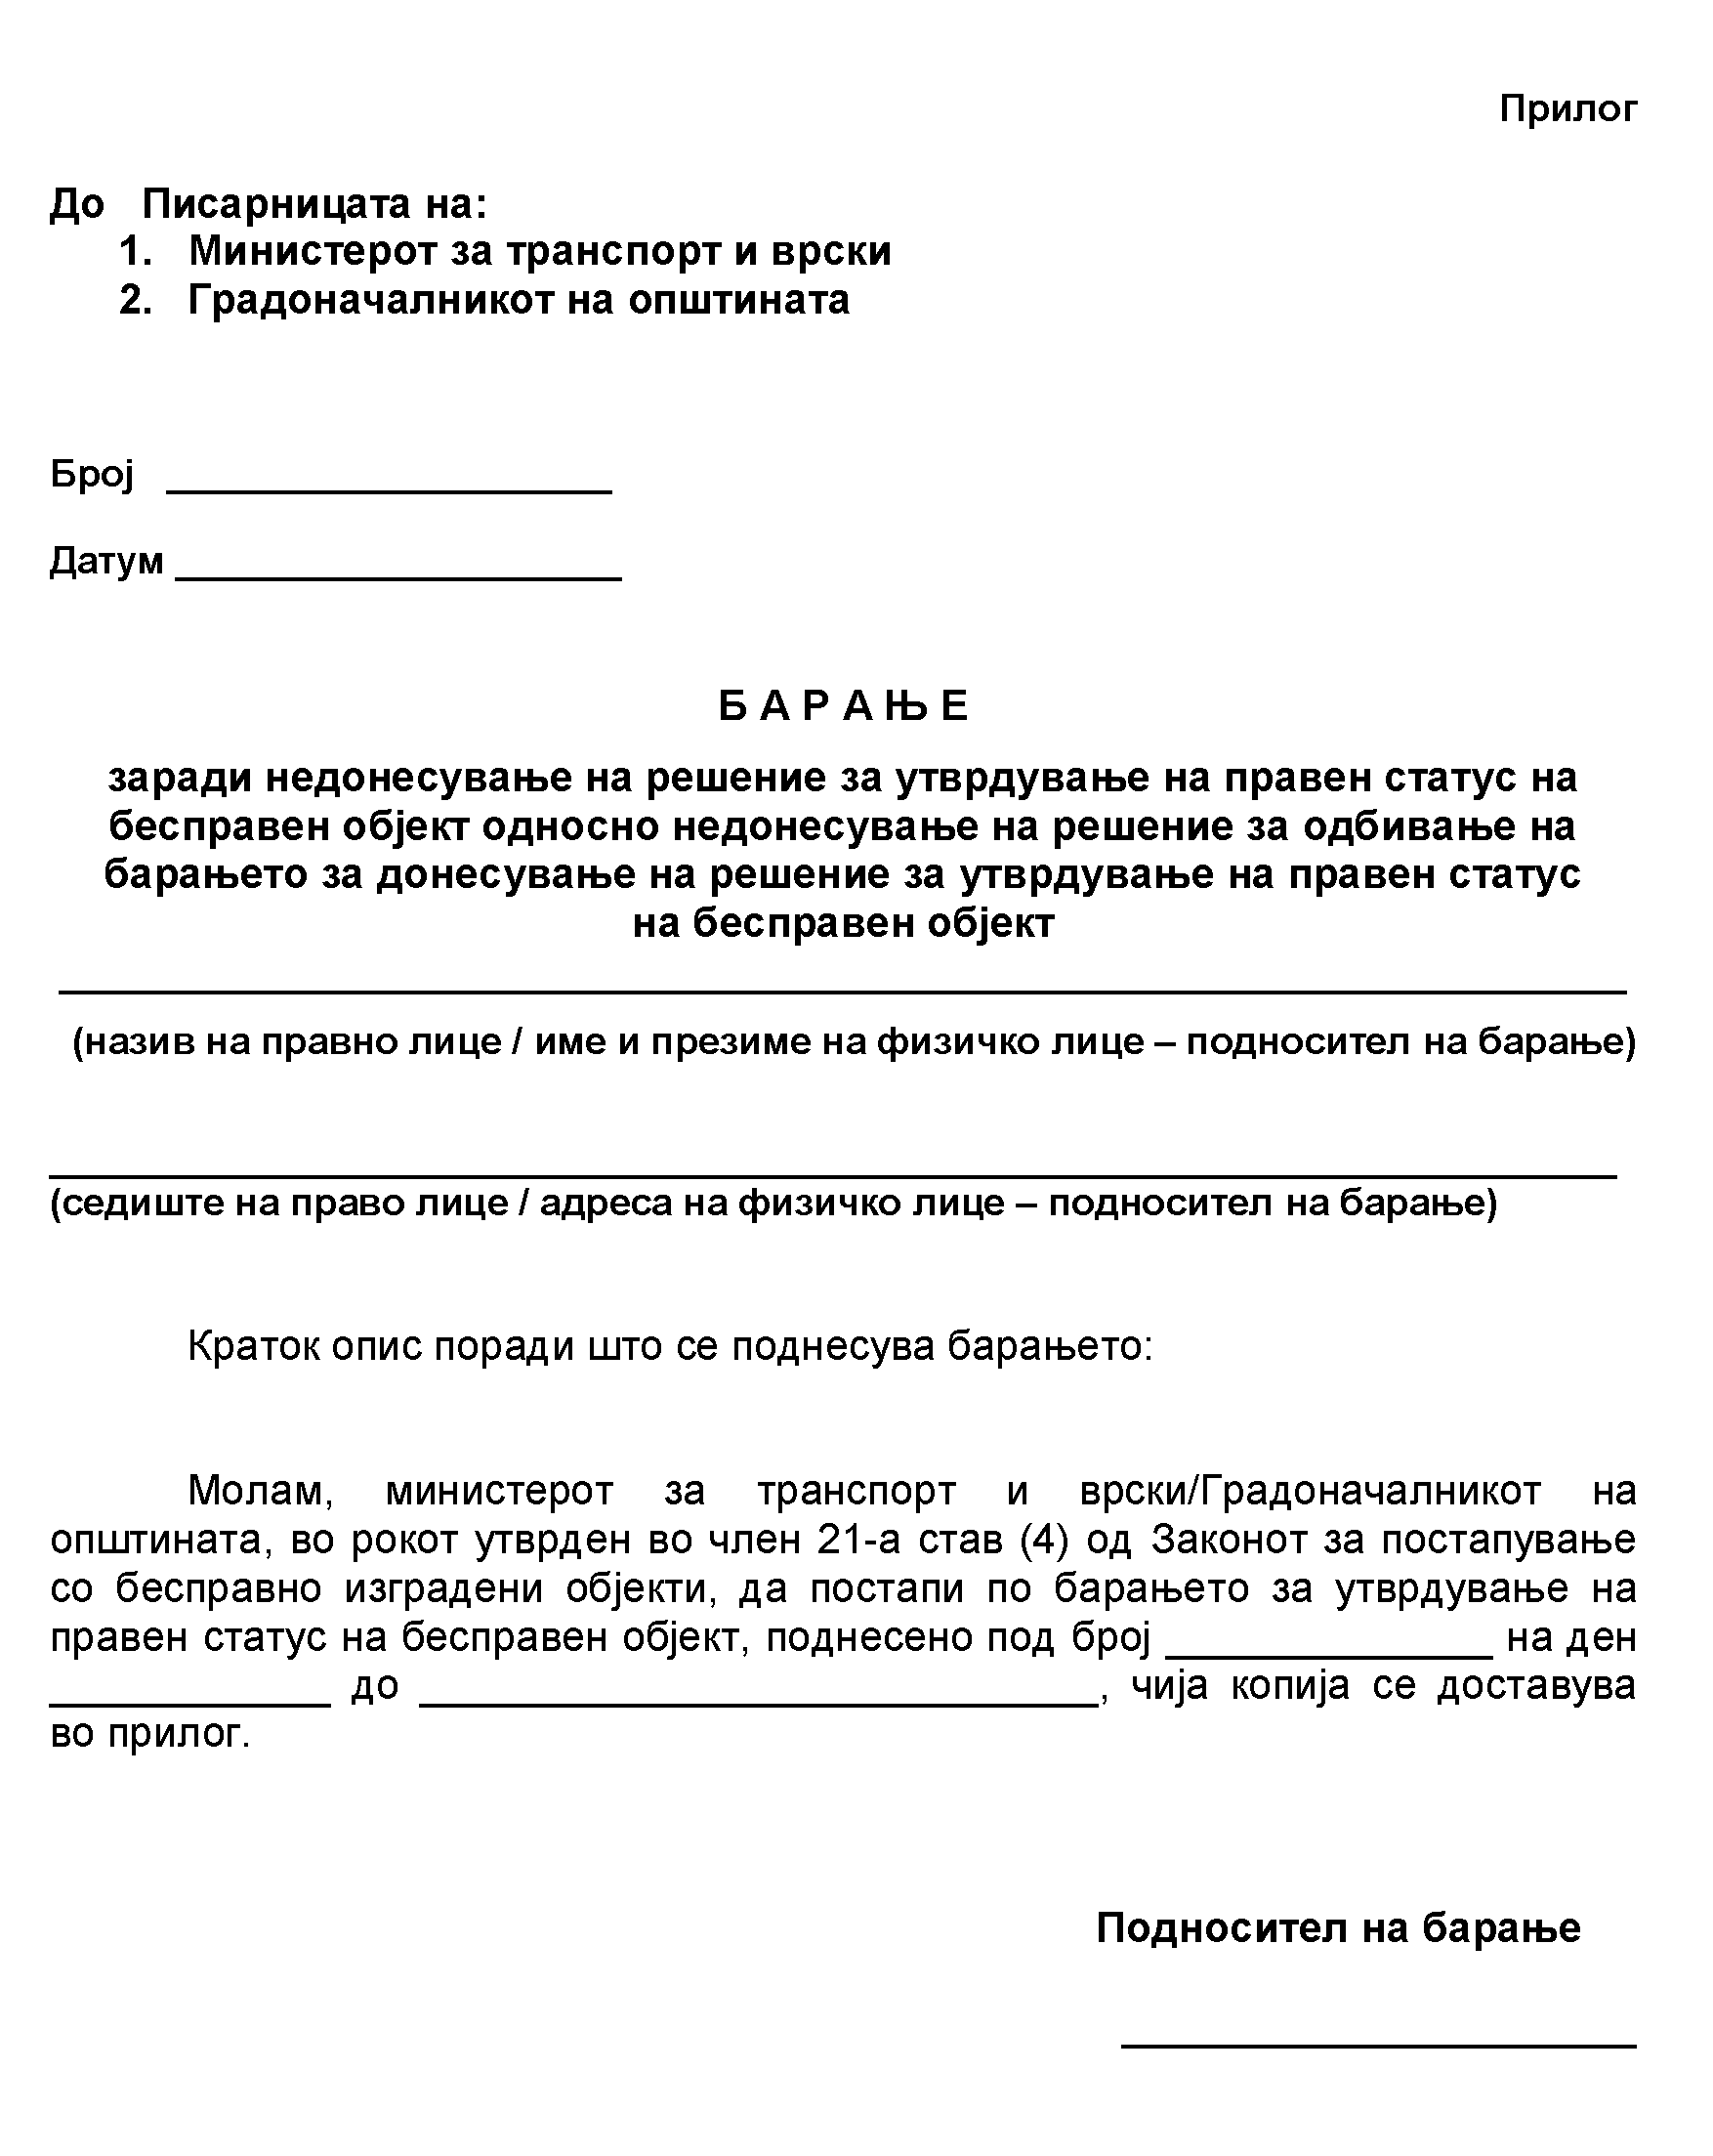 Прилог
До Писарницата на:
1. Министерот за транспорт и врски
2. Градоначалникот на општината
Број ____________________
Датум ____________________
Б А Р А Њ Е
заради недонесување на решение за утврдување на правен статус на
бесправен објект односно недонесување на решение за одбивање на
барањето за донесување на решение за утврдување на правен статус
на бесправен објект
______________________________________________________________________
(назив на правно лице / име и презиме на физичко лице – подносител на барање)
______________________________________________________________________
(седиште на право лице / адреса на физичко лице – подносител на барање)
Краток опис поради што се поднесува барањето:
Молам, министерот за транспорт и врски/Градоначалникот на
општината, во рокот утврден во член 21-а став (4) од Законот за постапување
со бесправно изградени објекти, да постапи по барањето за утврдување на
правен статус на бесправен објект, поднесено под број ______________ на ден
____________ до _____________________________, чија копија се доставува
во прилог.
Подносител на барање
______________________